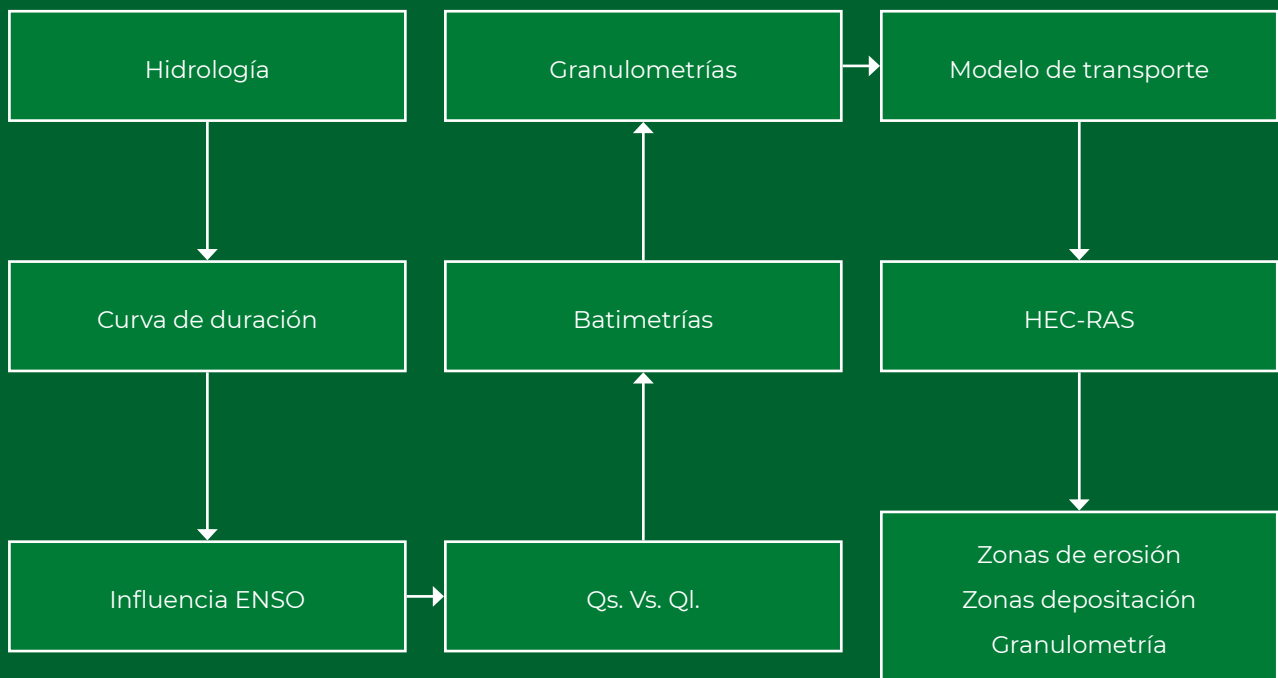 Hidrología
Granulometrías
Modelo de transporte
Curva de duración
Batimetrías
HEC-RAS
Influencia ENSO
Qs. Vs. Ql.
Zonas de erosión
Zonas depositación
Granulometría